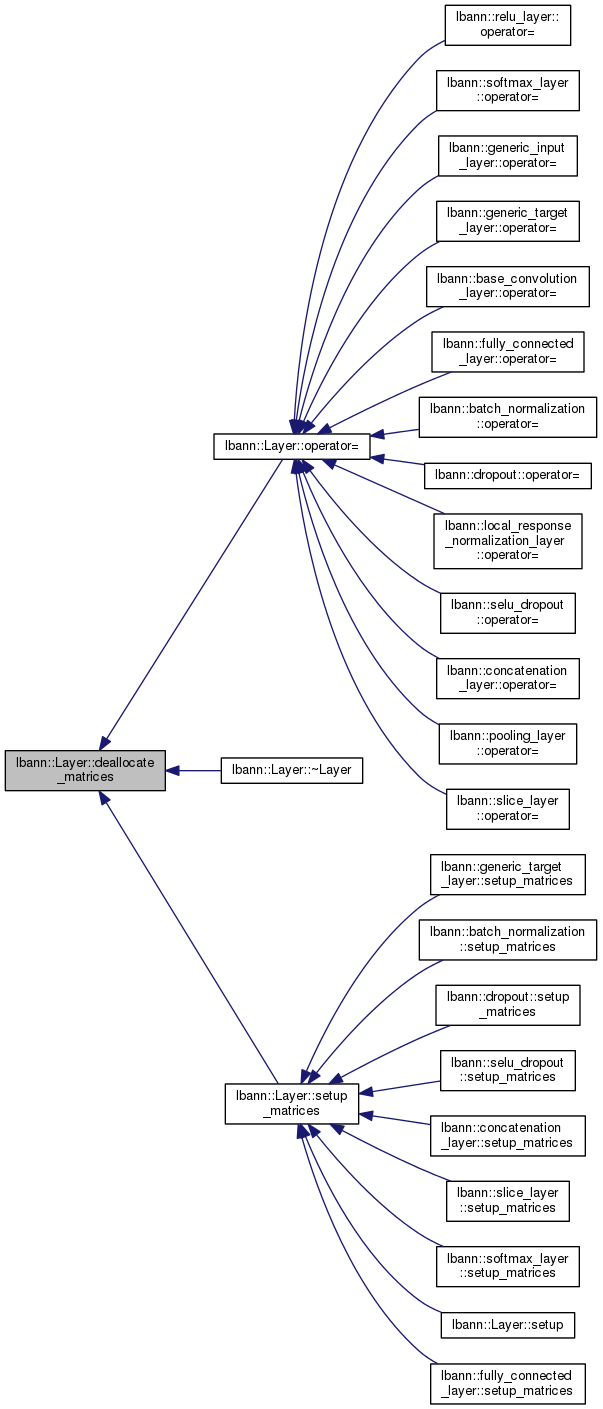 lbann::relu_layer::
operator=
lbann::softmax_layer
::operator=
lbann::generic_input
_layer::operator=
lbann::generic_target
_layer::operator=
lbann::base_convolution
_layer::operator=
lbann::fully_connected
_layer::operator=
lbann::batch_normalization
::operator=
lbann::Layer::operator=
lbann::dropout::operator=
lbann::local_response
_normalization_layer
::operator=
lbann::selu_dropout
::operator=
lbann::concatenation
_layer::operator=
lbann::pooling_layer
::operator=
lbann::Layer::deallocate
_matrices
lbann::Layer::~Layer
lbann::slice_layer
::operator=
lbann::generic_target
_layer::setup_matrices
lbann::batch_normalization
::setup_matrices
lbann::dropout::setup
_matrices
lbann::selu_dropout
::setup_matrices
lbann::Layer::setup
_matrices
lbann::concatenation
_layer::setup_matrices
lbann::slice_layer
::setup_matrices
lbann::softmax_layer
::setup_matrices
lbann::Layer::setup
lbann::fully_connected
_layer::setup_matrices